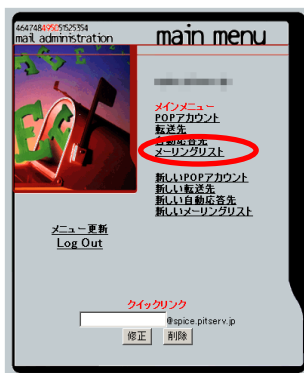 mail administration
main menu
メインメニュー
POPアカウント
転送先
自動応答先
メーリングリスト
新しいPOPアカウント
新しい転送先
新しい自動応答先
新しいメーリングリスト
メニュー更新
Log Out
クイックリンク
@spice.pitserv.jp
修正
削除